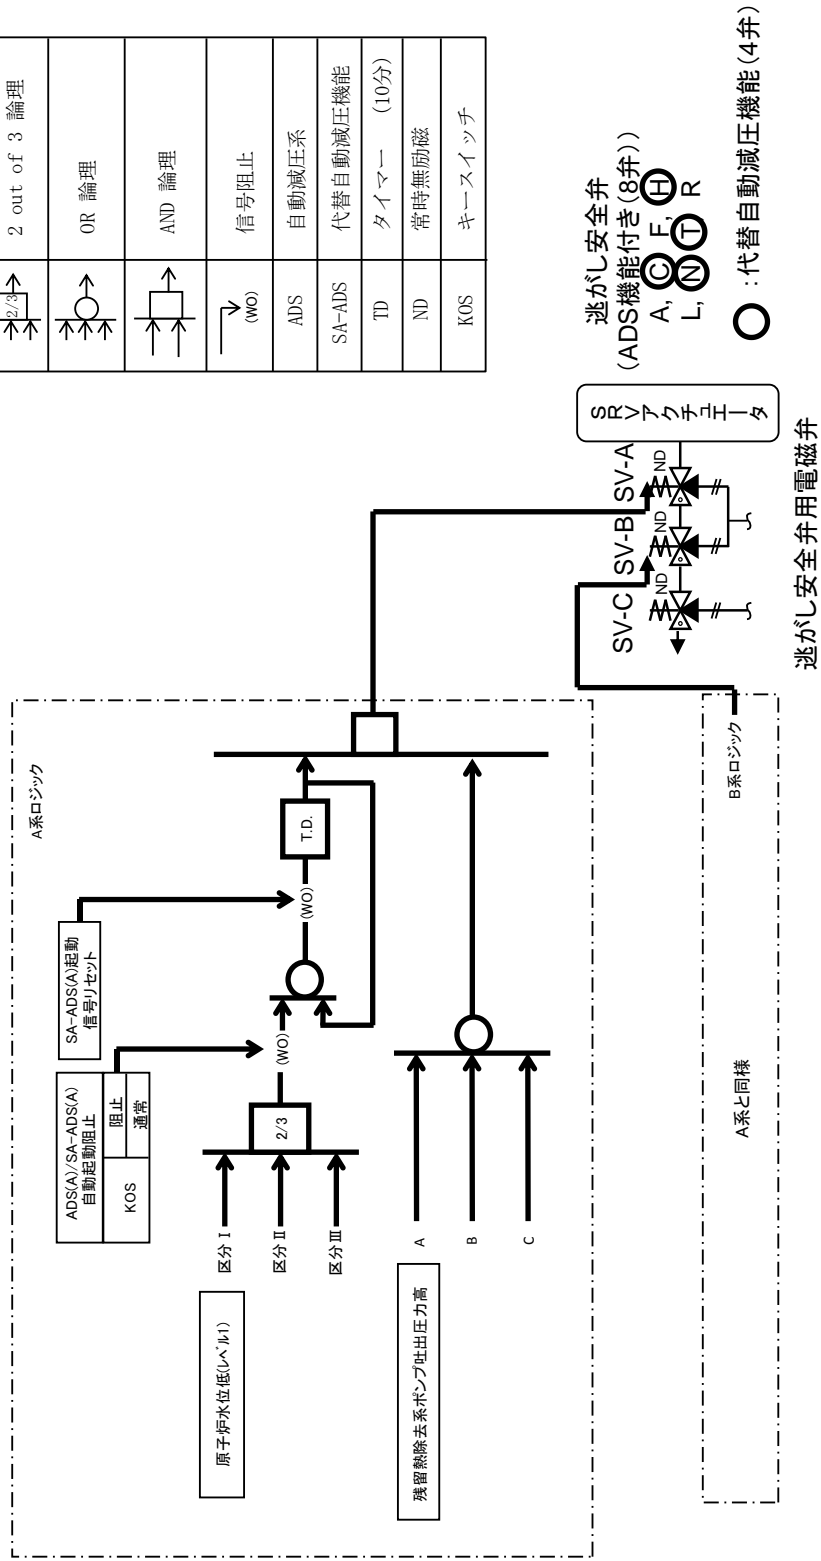 2/3
2 out of 3 論理
OR 論理
AND 論理
(WO)
信号阻止
ADS
自動減圧系
SA-ADS
代替自動減圧機能
TD
タイマー (10分)
ND
常時無励磁
KOS
キースイッチ
A系ロジック
ADS(A)/SA-ADS(A)
自動起動阻止
KOS
阻止
通常
SA-ADS(A)起動
信号リセット
原子炉水位低(レベル1)
区分Ⅰ
区分Ⅱ
区分Ⅲ
2/3
(WO)
(WO)
T.D.
残留熱除去系ポンプ吐出圧力高
A
B
C
B系ロジック
A系と同様
SV-C
SV-B
SV-A
ND
ND
ND
SRVアクチュエータ
逃がし安全弁用電磁弁
逃がし安全弁
(ADS機能付き(8弁))
A, C F, H
L, N T, R
:代替自動減圧機能(4弁)